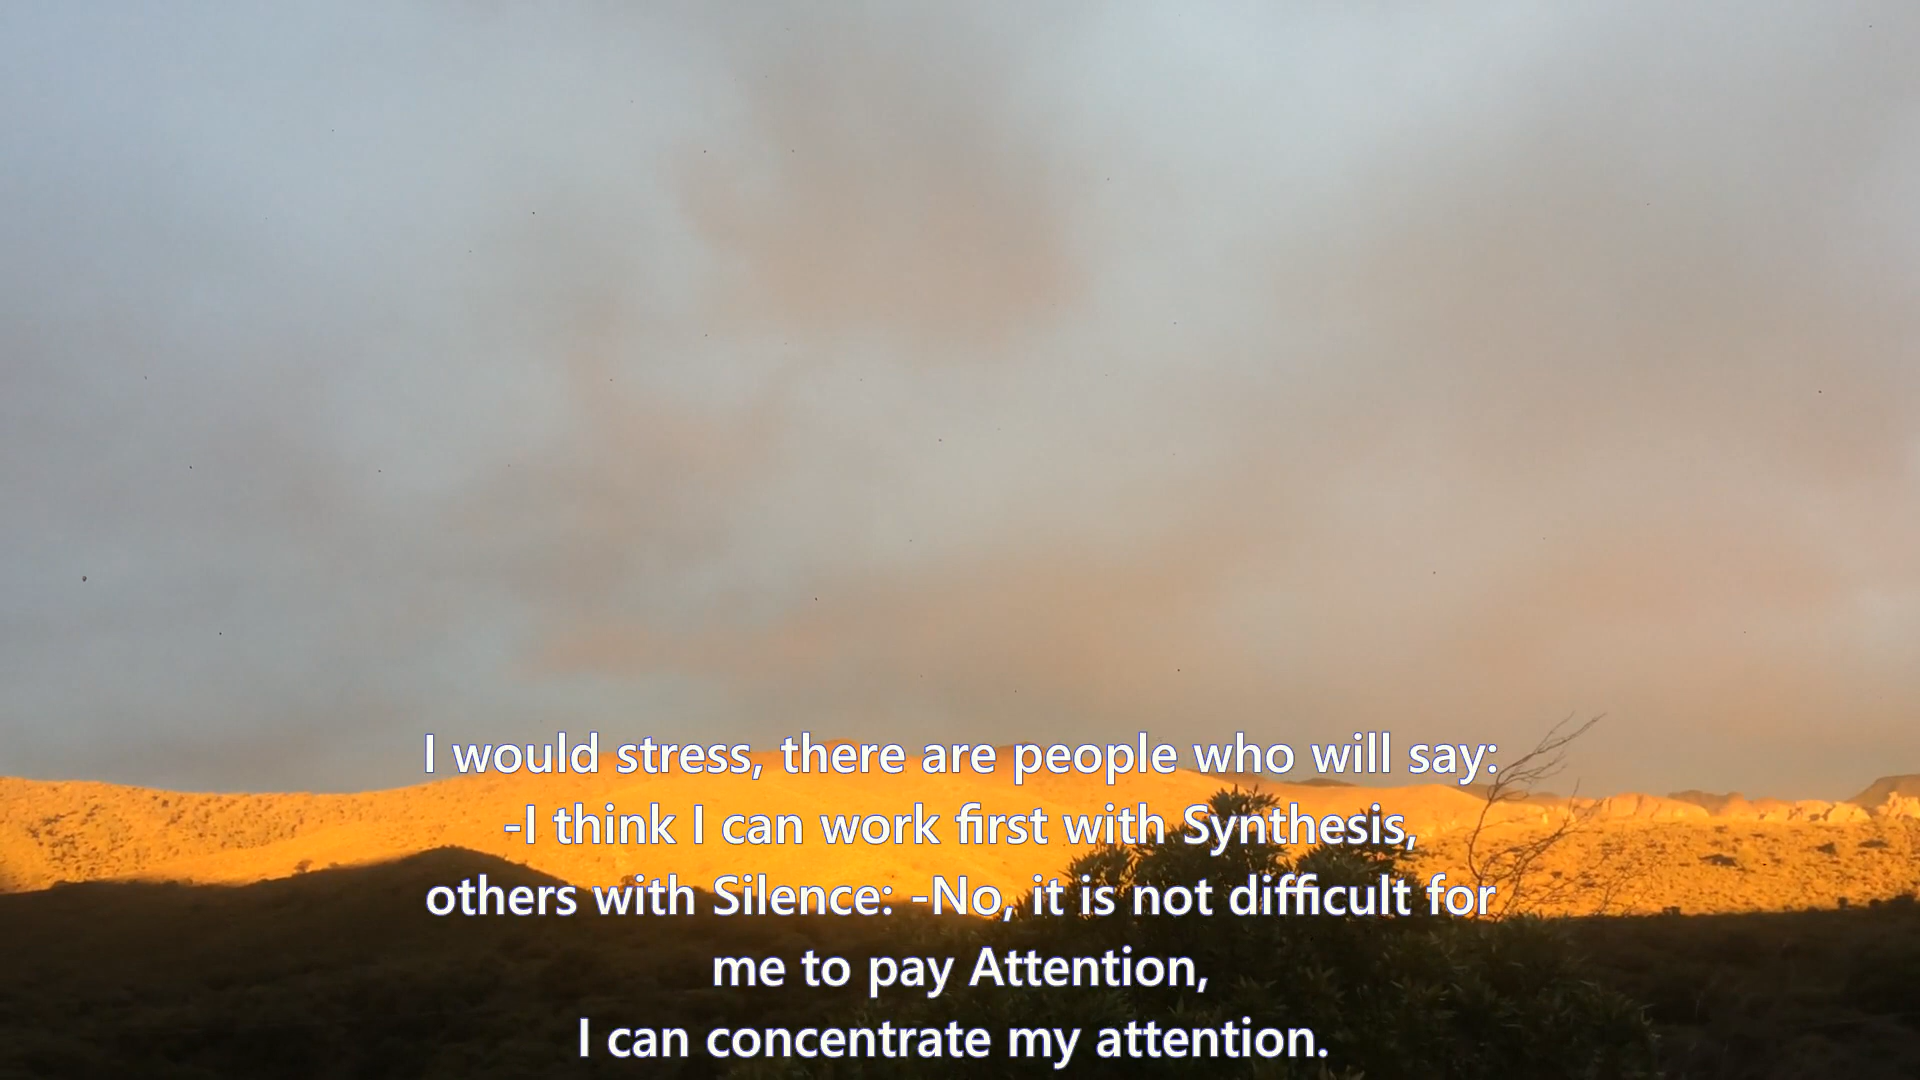 I would stress, there are people who will say:
-I think I can work first with Synthesis,
others with Silence: -No, it is not difficult for
me to pay Attention,
I can concentrate my attention.